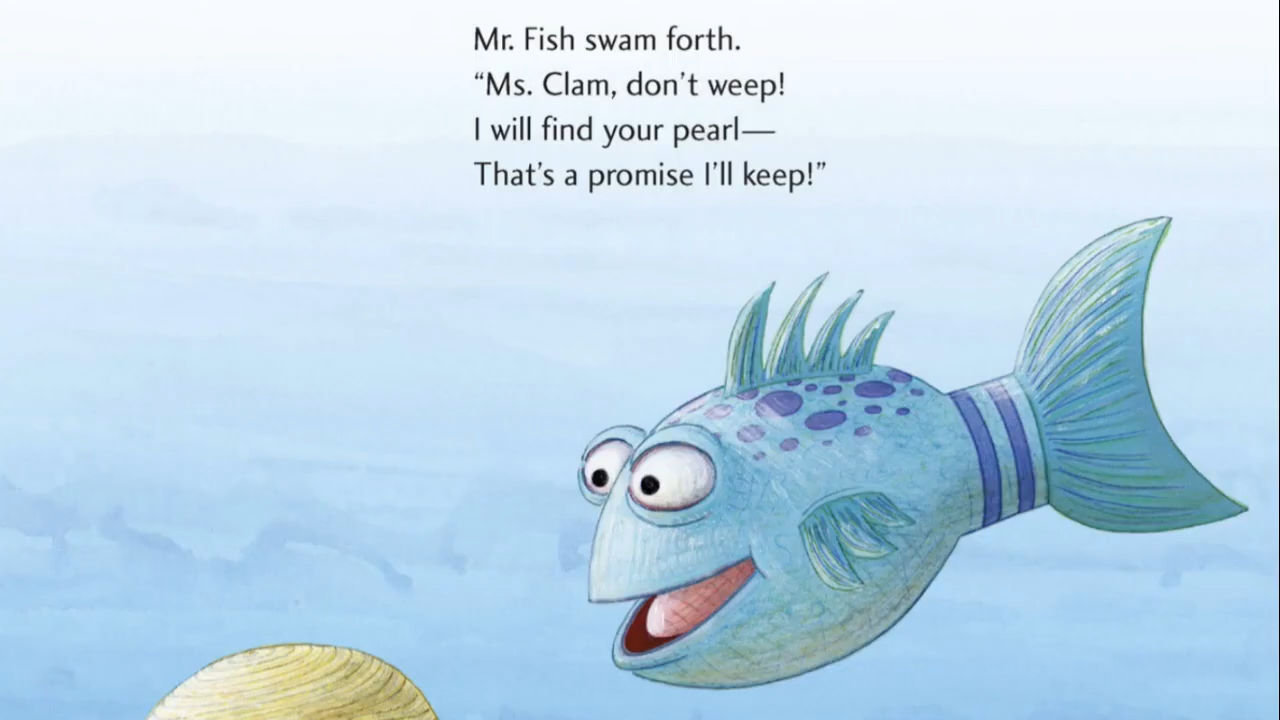 Mr. Fish swam forth.
“Ms. Clam, don’t weep!
I will find your pearl—
That’s a promise I’ll keep!”